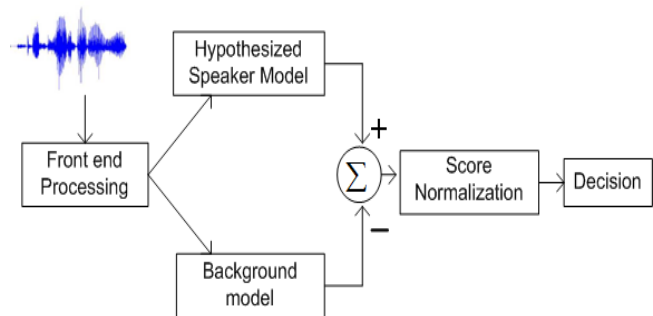 Hypothesized
Speaker Model
Front end
Processing
+
∑
−
Score
Normalization
Decision
Background
model